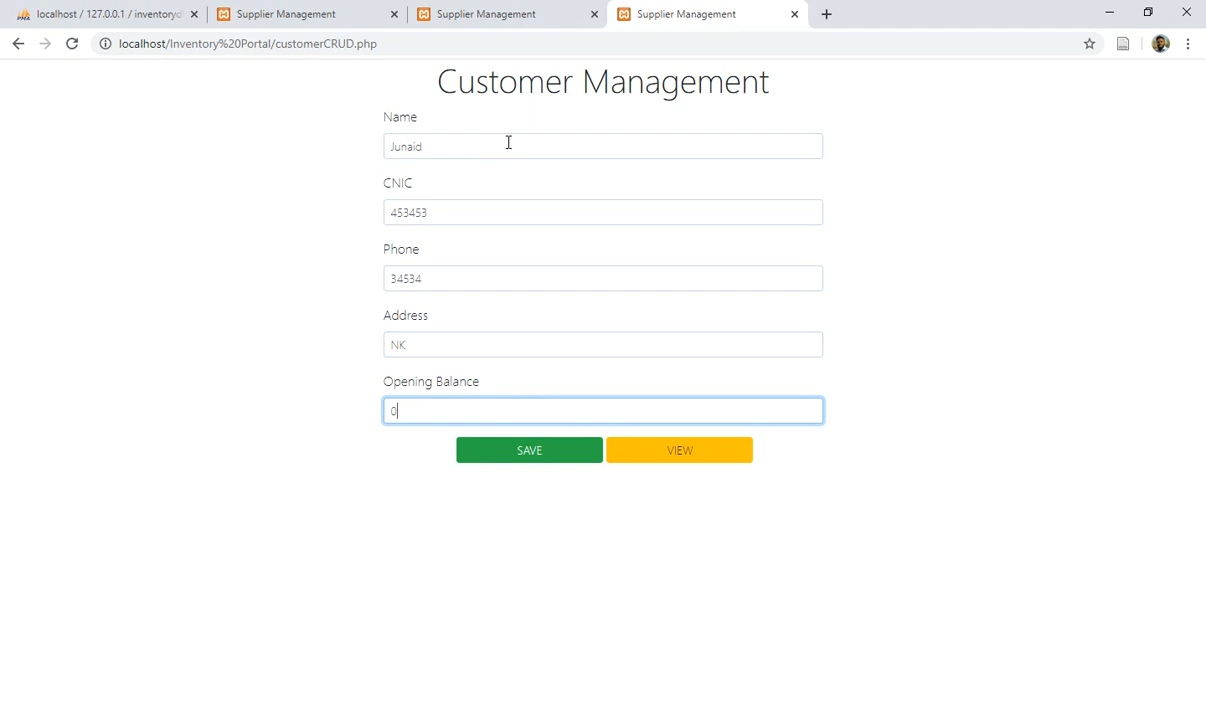 localhost / 127.0.0.1 / inventoryd
Supplier Management
Supplier Management
Supplier Management
localhost/Inventory%20Portal/customerCRUD.php
Customer Management
Name
Junaid
CNIC
453453
Phone
34534
Address
NK
Opening Balance
0
SAVE
VIEW